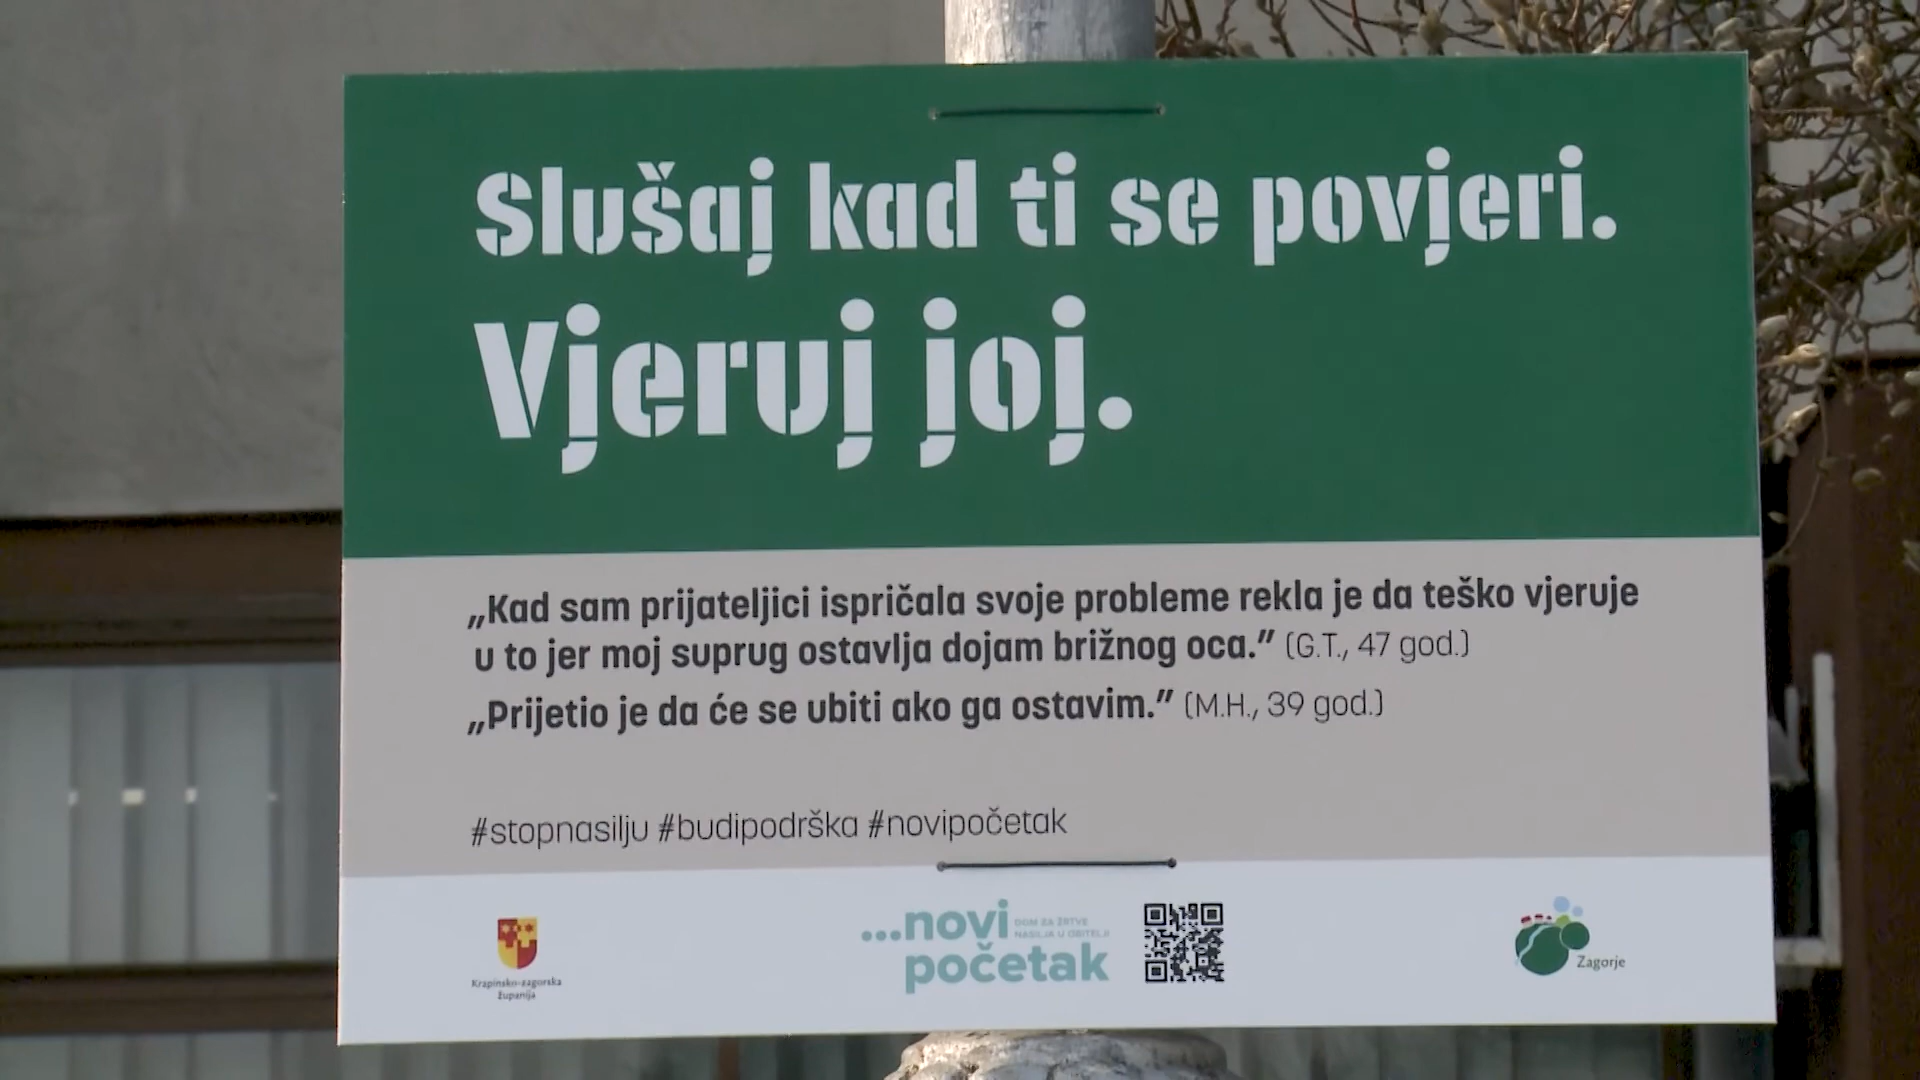 Slušaj kad ti se povjeri.
Vjeruj joj.
„Kad sam prijateljici ispričala svoje probleme rekla je da teško vjeruje
u to jer moj suprug ostavlja dojam brižnog oca.” (G.T., 47 god.)
„Prijetio je da će se ubiti ako ga ostavim.” (M.H., 39 god.)
#stopnasilju #budipodrška #novipočetak
Krapinsko-zagorska
županija
...novi
početak
DOM ZA ŽRTVE
NASILJA U OBITELJI
Zagorje